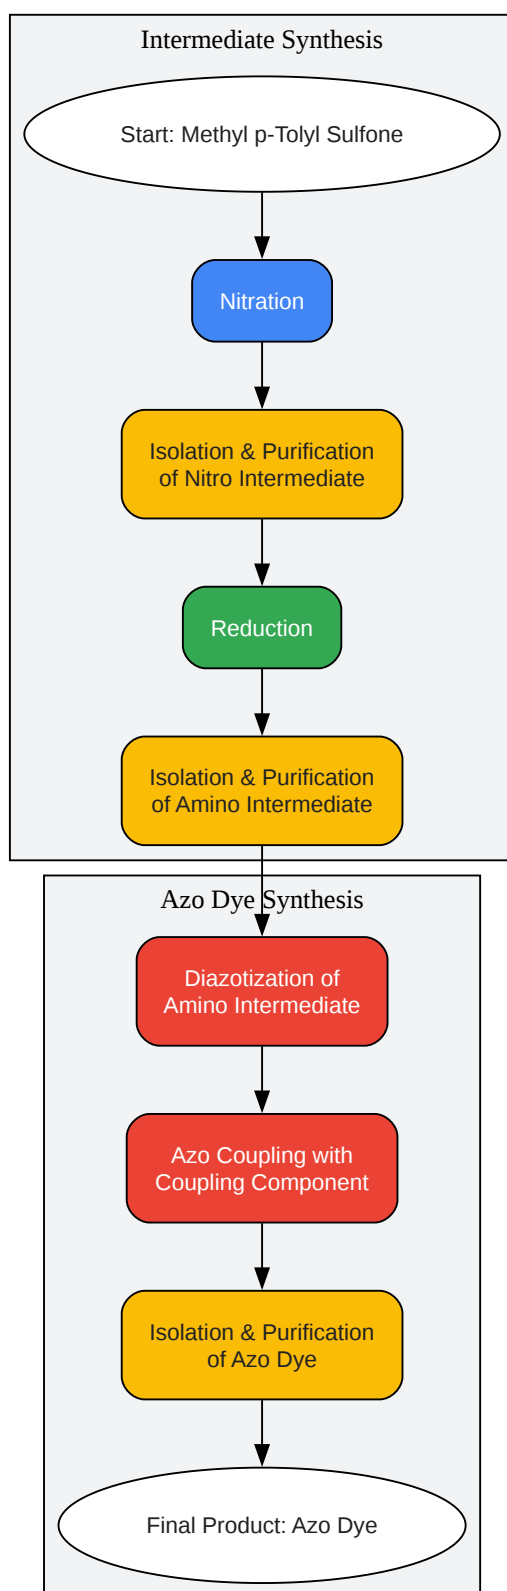 Intermediate Synthesis
Start: Methyl p-Tolyl Sulfone
Nitration
Isolation & Purification
of Nitro Intermediate
Reduction
Isolation & Purification
of Amino Intermediate
Azo Dye Synthesis
Diazotization of
Amino Intermediate
Azo Coupling with
Coupling Component
Isolation & Purification
of Azo Dye
Final Product: Azo Dye